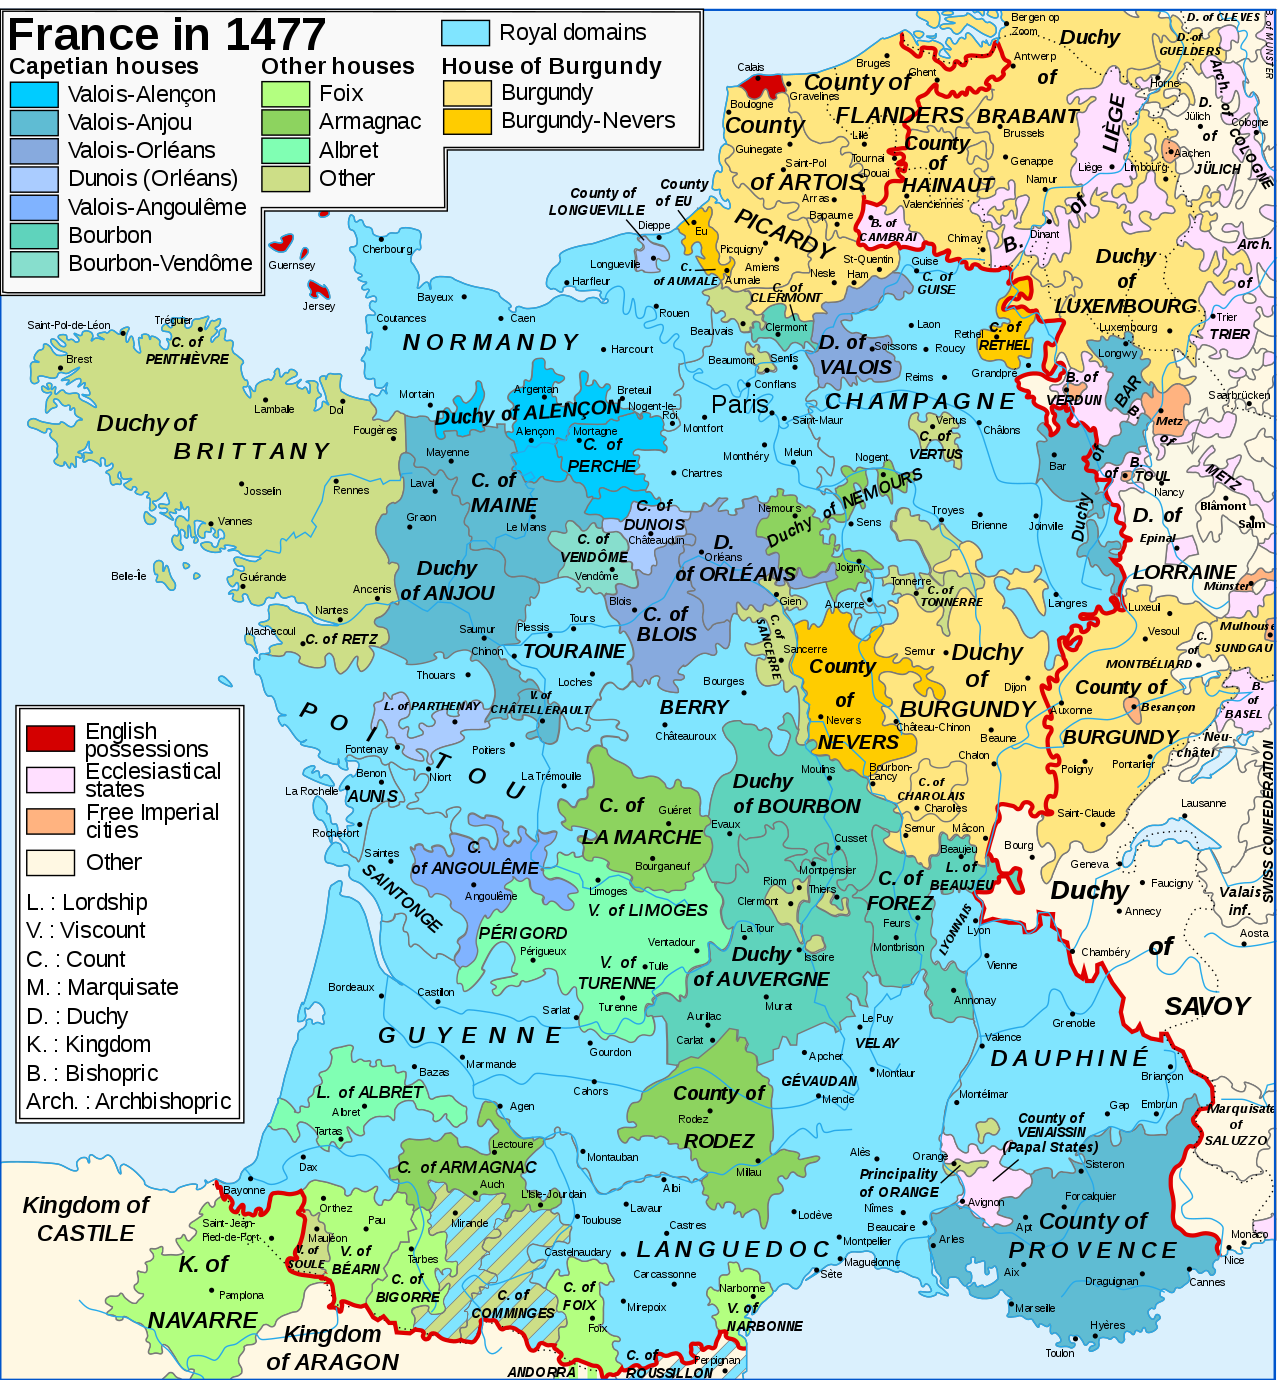 France in 1477
Capetian houses
Valois-Alençon
Valois-Anjou
Valois-Orléans
Dunois (Orléans)
Valois-Angoulême
Bourbon
Bourbon-Vendôme
Other houses
Foix
Armagnac
Albret
Other
Royal domains
House of Burgundy
Burgundy
Burgundy-Nevers
English
possessions
Ecclesiastical
states
Free Imperial
cities
Other
L. : Lordship
V. : Viscount
C. : Count
M. : Marquisate
D. : Duchy
K. : Kingdom
B. : Bishopric
Arch. : Archbishopric
Calais
Gravelines
Boulogne
Bruges
Ghent
Bergen op
Zoom
Antwerp
Duchy
of
BRABANT
D. of CLEVES
D. of
GUELDERS
B. of MÜNSTER
Horne
Arch. of COLOGNE
Cologne
D.
of
JÜLICH
Jülich
Aachen
LIÈGE
Liège
Limbourg
County of
FLANDERS
County
of ARTOIS
Guinegate
Saint-Pol
Lille
Tournai
Douai
Arras
Bapaume
County
of
HAINAUT
Valenciennes
Brussels
Genappe
Namur
Dinant
Chimay
B. of
CAMBRAI
B.
of
PICARDY
Picquigny
Amiens
Nesle
Ham
St-Quentin
Guise
C. of
GUISE
County of
LONGUEVILLE
County
of EU
Dieppe
Eu
Longueville
C.
of AUMALE
Aumale
C. of
CLERMONT
Clermont
Beauvais
Beaumont
Senlis
Conflans
Duchy
of
LUXEMBOURG
Luxembourg
Longwy
Arch.
of
TRIER
Trier
Saarbrücken
Guernsey
Jersey
Cherbourg
Bayeux
Coutances
Caen
Harfleur
Rouen
Harcourt
NORMANDY
Mortain
Argentan
Breteuil
Nogent-le-
Roi
Montfort
Duchy of ALENÇON
Alençon
Mortagne
C. of
PERCHE
Chartres
Paris
Saint-Maur
Montlhéry
Melun
D. of
VALOIS
Soissons
Laon
Roucy
Reims
Rethel
C. of
RETHEL
Grandpré
CHAMPAGNE
Châlons
Vertus
C. of
VERTUS
B. of
VERDUN
BAR
B.
of
METZ
Metz
Bar
Duchy
of
of
B.
TOUL
Nancy
D. of
LORRAINE
Epinal
Blâmont
Salm
Münster
Saint-Pol-de-Léon
Tréguier
C. of
PENTHIÈVRE
Brest
Lamballe
Dol
Fougères
Duchy of
BRITTANY
Josselin
Rennes
Vannes
Belle-Île
Guérande
Ancenis
Nantes
Machecoul
C. of RETZ
Mayenne
Laval
Graon
C. of
MAINE
Le Mans
Duchy
of ANJOU
Saumur
C. of
VENDÔME
Vendôme
C. of
DUNOIS
Châteaudun
D.
of ORLÉANS
Orléans
C. of
BLOIS
Blois
Nemours
Duchy of NEMOURS
Nogent
Sens
Troyes
Brienne
Joinville
Joigny
Auxerre
Tonnerre
C. of
TONNERRE
Langres
Gien
C. of
SANCERRE
Sancerre
Tours
Plessis
TOURAINE
Chinon
Loches
Thouars
V. of
CHÂTELLERAULT
L. of PARTHENAY
Bourges
BERRY
Châteauroux
County
of
NEVERS
Nevers
Semur
Duchy
of
BURGUNDY
Dijon
Château-Chinon
Beaune
Chalon
Luxeuil
Vesoul
C.
of
MONTBÉLIARD
Mulhouse
SUNDGAU
County of
BURGUNDY
Auxonne
Besançon
Poligny
Pontarlier
Neu-
châtel
B.
of
BASEL
SWISS CONFEDERATION
Saint-Claude
Lausanne
Geneva
POITOU
Fontenay
Benon
Niort
Poitiers
La Trémouille
La Rochelle
AUNIS
Rochefort
Saintes
SAINTONGE
C.
of ANGOULÊME
Angoulême
C. of
LA MARCHE
Guéret
Bourganeuf
Limoges
V. of LIMOGES
PÉRIGORD
Périgueux
V. of
TURENNE
Turenne
Ventadour
Tulle
Duchy
of BOURBON
Moulins
Bourbon-
Lancy
Evaux
Cusset
Montpensier
Riom
Thiers
Clermont
La Tour
Duchy
of AUVERGNE
Issoire
Murat
Aurillac
Carlat
C. of
CHAROLAIS
Charolles
Semur
Mâcon
Beaujeu
L. of
BEAUJEU
C. of
FOREZ
Feurs
Montbrison
LYONNAIS
Lyon
Vienne
Annonay
Bourg
Duchy
of
SAVOY
Faucigny
Annecy
Chambéry
Valais
inf.
Aosta
Bordeaux
Castillon
Sarlat
GUYENNE
Gourdon
Marmande
Bazas
Cahors
Agen
L. of ALBRET
Albret
Tartas
Dax
Bayonne
Lectoure
C. of ARMAGNAC
Auch
Mirande
L'Isle-Jourdain
Montauban
County of
RODEZ
Rodez
Millau
Le Puy
VELAY
Apcher
GÉVAUDAN
Montlaur
Mende
Valence
DAUPHINÉ
Grenoble
Briançon
Embrun
Gap
Montélimar
County of
VENAISSIN
(Papal States)
Orange
Principality
of ORANGE
Avignon
Sisteron
Forcalquier
Apt
County of
PROVENCE
Arles
Aix
Draguignan
Marseille
Hyères
Toulon
Cannes
Nice
Monaco
Marquisate
of
SALUZZO
Alès
Nîmes
Beaucaire
Montpellier
Maguelonne
Sète
Lodève
Albi
Lavaur
Castres
Toulouse
Castelnaudary
LANGUEDOC
Carcassonne
Mirepoix
Narbonne
V. of
NARBONNE
C. of
FOIX
Foix
C. of
COMMINGES
C. of
ROUSSILLON
Perpignan
ANDORRA
Kingdom of
CASTILE
Kingdom
of ARAGON
K. of
NAVARRE
Pamplona
Saint-Jean-
Pied-de-Port
Orthez
Pau
Mauléon
V. of
SOULE
V. of
BÉARN
Tarbes
C. of
BIGORRE